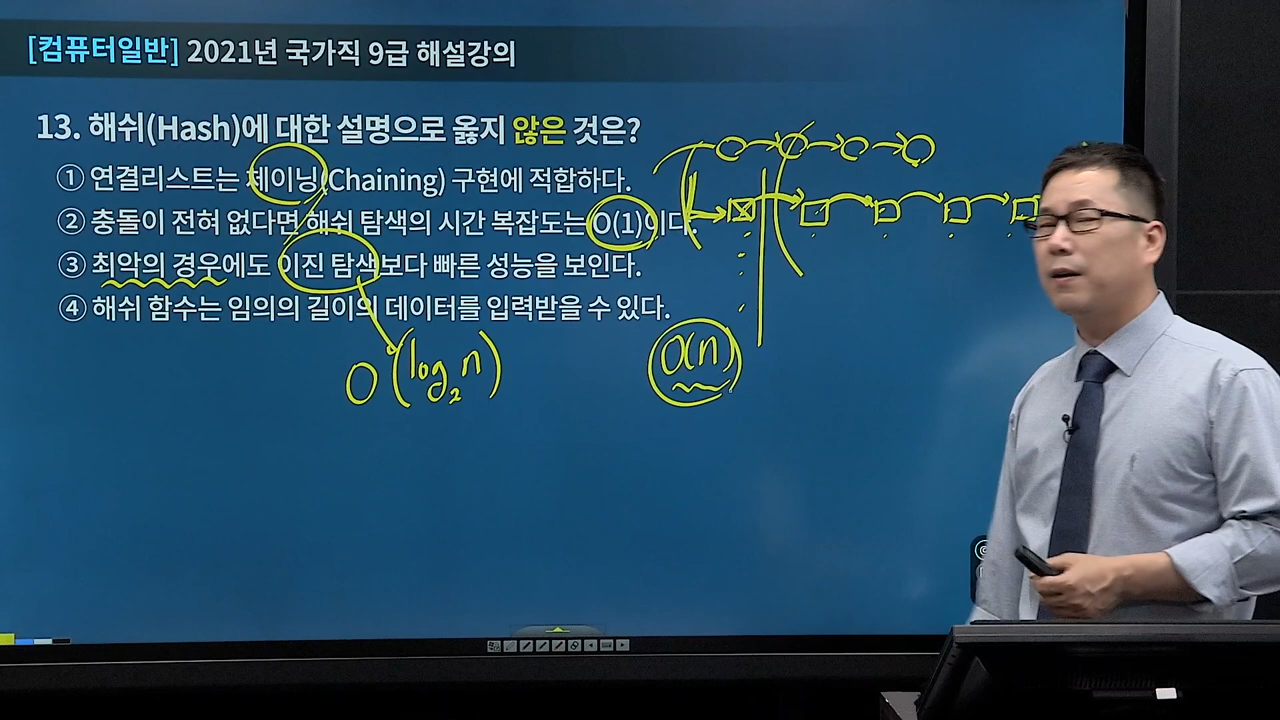 [컴퓨터일반] 2021년 국가직 9급 해설강의
13. 해쉬(Hash)에 대한 설명으로 옳지 않은 것은?
① 연결리스트는 체이닝(Chaining) 구현에 적합하다.
② 충돌이 전혀 없다면 해쉬 탐색의 시간 복잡도는 O(1)이다.
③ 최악의 경우에도 이진 탐색보다 빠른 성능을 보인다.
④ 해쉬 함수는 임의의 길이의 데이터를 입력받을 수 있다.
O(log₂n)
O(n)